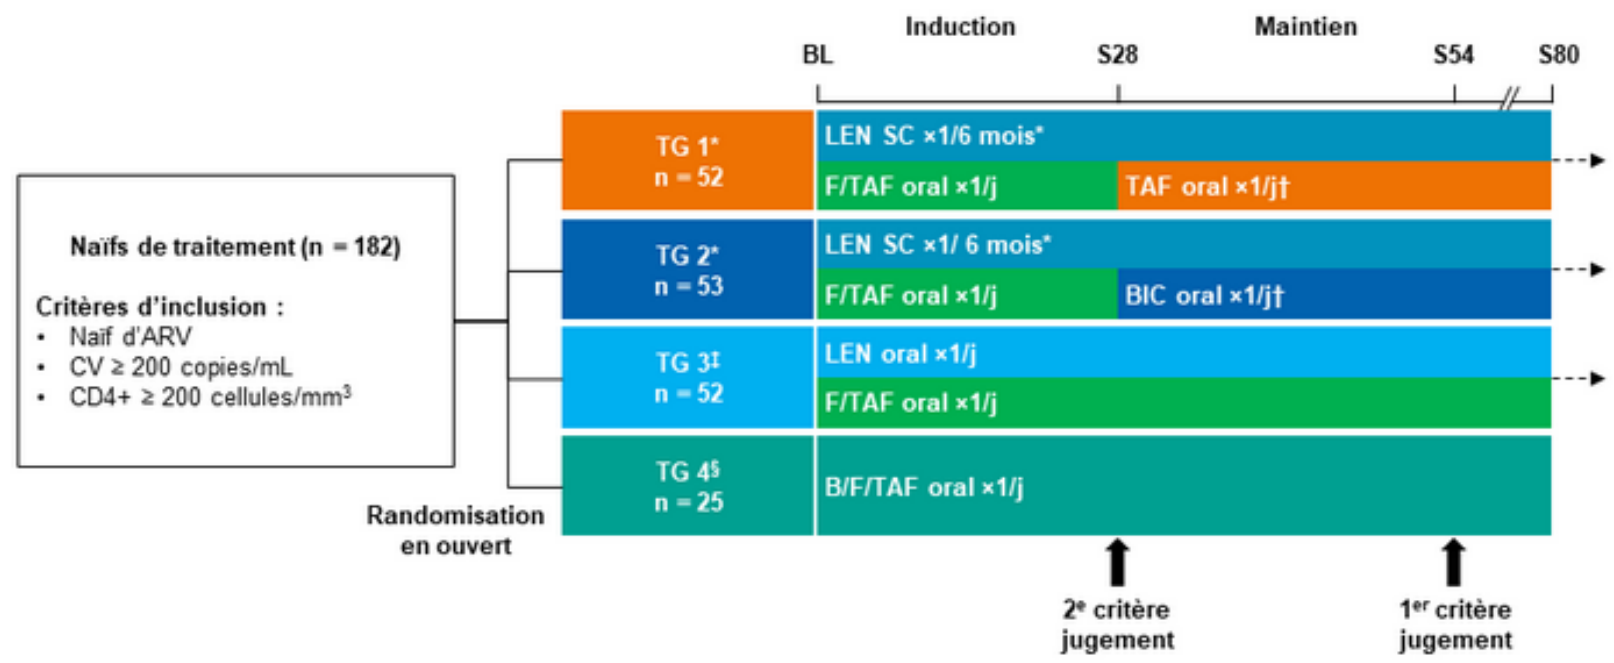 Induction
Maintien
BL
S28
S54
S80
Naïfs de traitement (n = 182)
Critères d’inclusion :
• Naïf d’ARV
• CV ≥ 200 copies/mL
• CD4+ ≥ 200 cellules/mm³
Randomisation
en ouvert
TG 1*
n = 52
LEN SC ×1/6 mois*
F/TAF oral ×1/j
TAF oral ×1/j†
TG 2*
n = 53
LEN SC ×1/ 6 mois*
F/TAF oral ×1/j
BIC oral ×1/j†
TG 3‡
n = 52
LEN oral ×1/j
F/TAF oral ×1/j
TG 4§
n = 25
B/F/TAF oral ×1/j
2e critère
jugement
1er critère
jugement